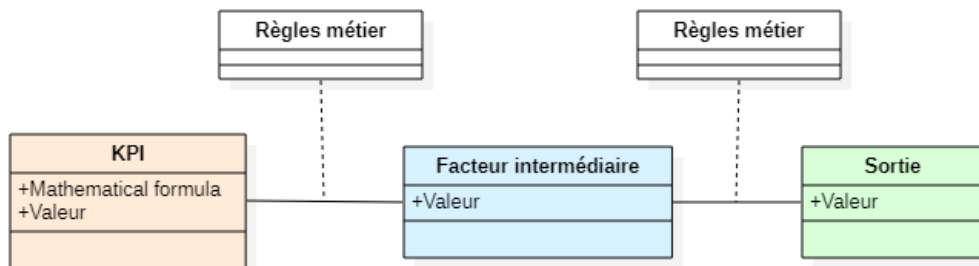 Règles métier
Règles métier
KPI
+Mathematical formula
+Valeur
Facteur intermédiaire
+Valeur
Sortie
+Valeur